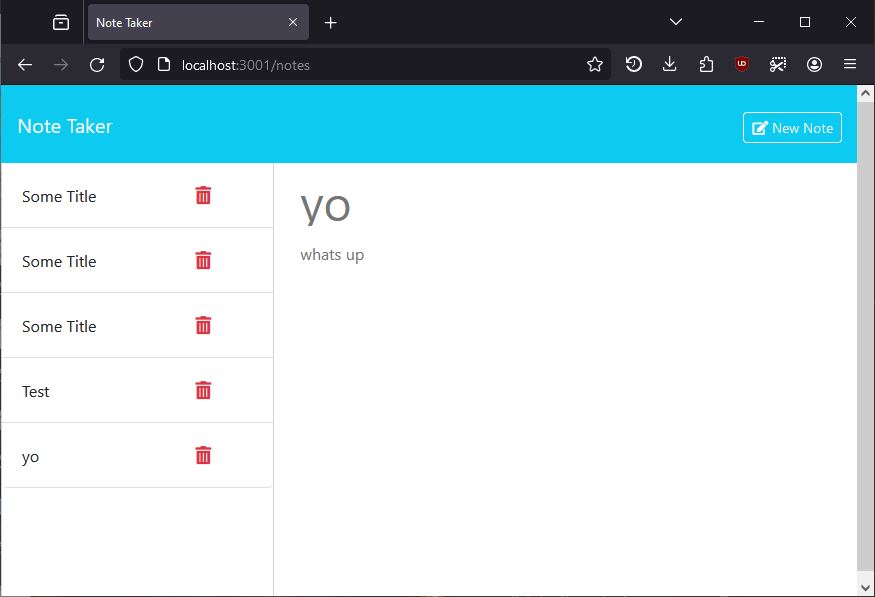 Note Taker
localhost:3001/notes
Note Taker
New Note
Some Title
Some Title
Some Title
Test
yo
yo
whats up